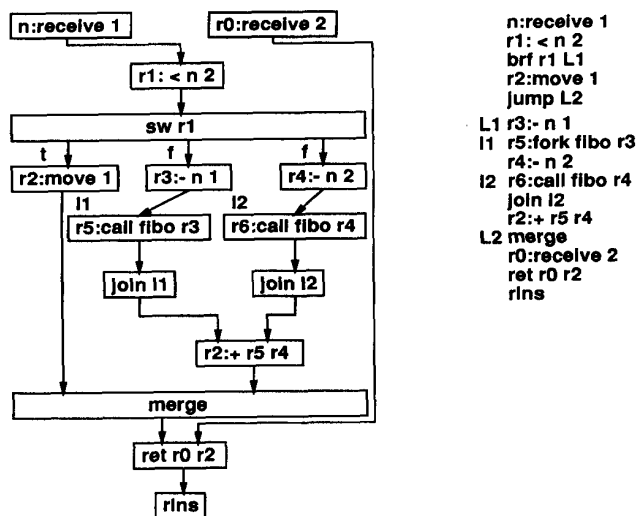 n:receive 1
r0:receive 2
r1: < n 2
sw r1
t
f
f
r2:move 1
r3:- n 1
r4:- n 2
l1
l2
r5:call fibo r3
r6:call fibo r4
join l1
join l2
r2:+ r5 r4
merge
ret r0 r2
rins
n:receive 1
r1: < n 2
brf r1 L1
r2:move 1
jump L2
L1 r3:- n 1
l1 r5:fork fibo r3
r4:- n 2
l2 r6:call fibo r4
join l2
r2:+ r5 r4
L2 merge
r0:receive 2
ret r0 r2
rins